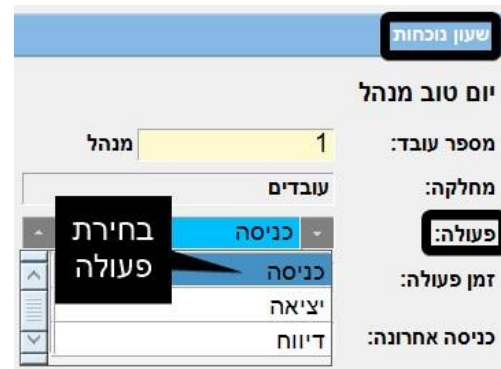 שעון נוכחות
יום טוב מנהל
מספר עובד: 1 מנהל
מחלקה: עובדים
פעולה: כניסה
בחירת
פעולה
כניסה
זמן פעולה:
יציאה
כניסה אחרונה: דיווח